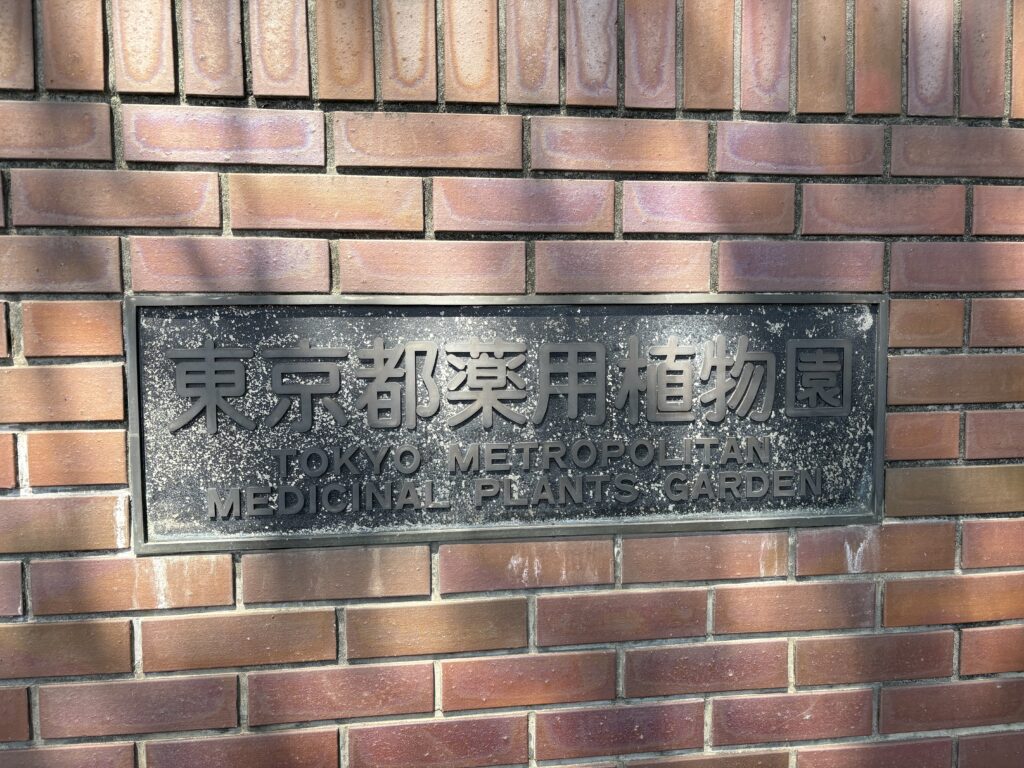 東京都薬用植物園
TOKYO METROPOLITAN
MEDICINAL PLANTS GARDEN